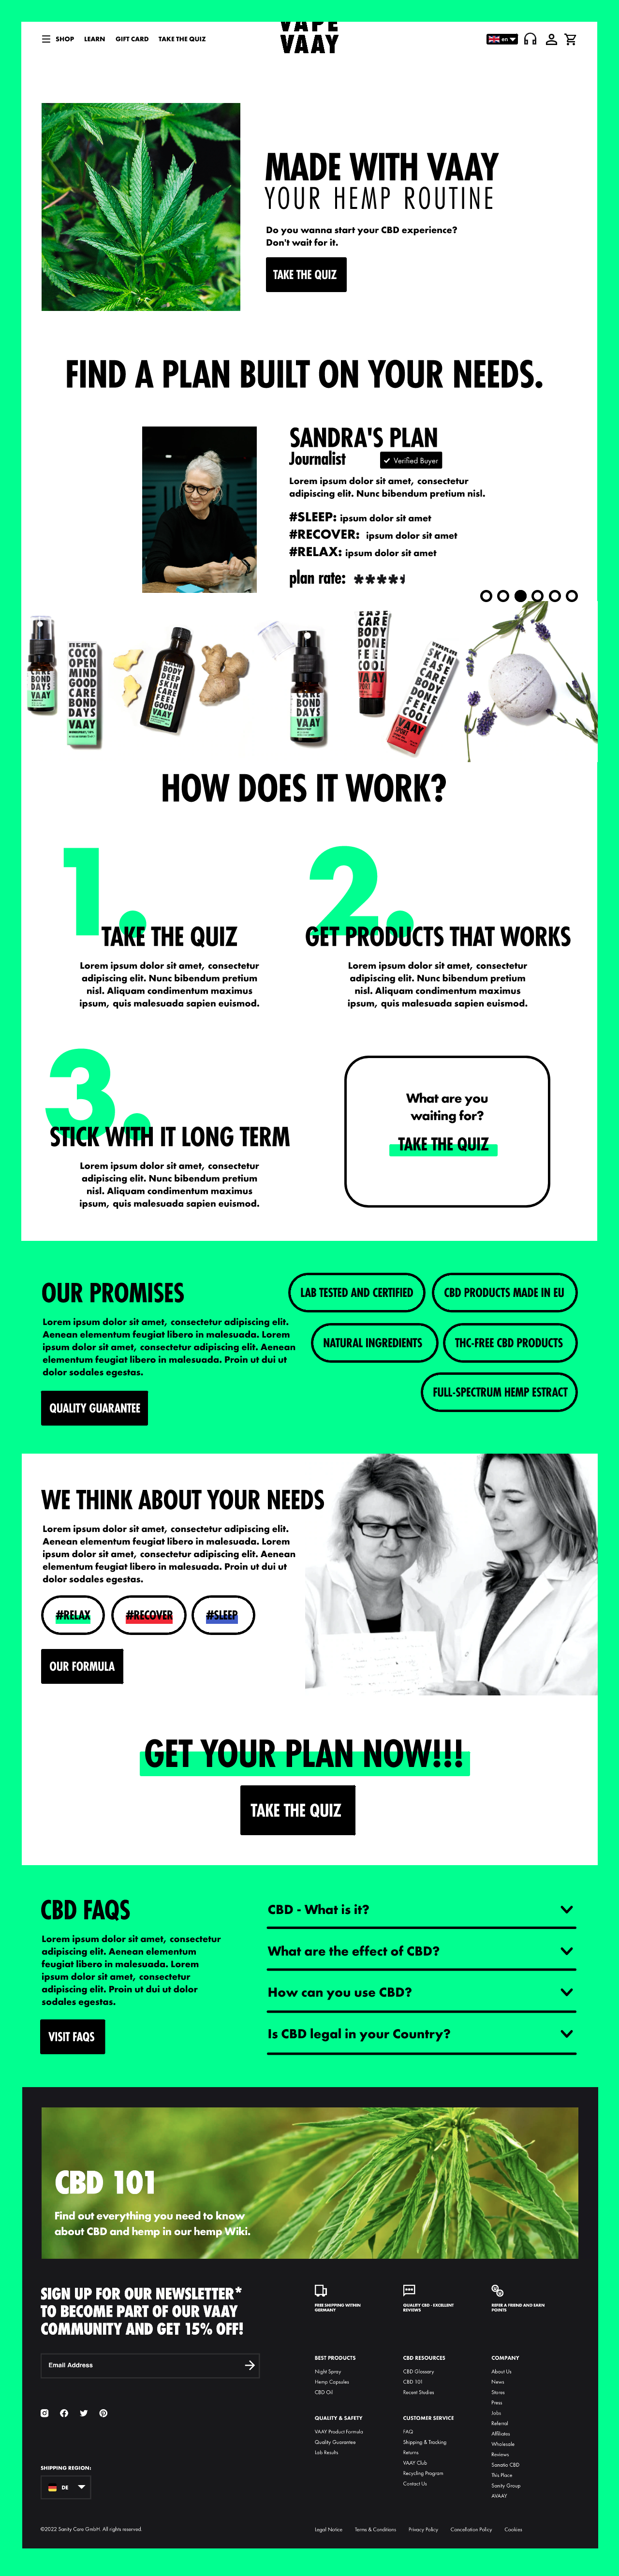 VAPE
VAAY
SHOP LEARN GIFT CARD TAKE THE QUIZ
en
MADE WITH VAAY
YOUR HEMP ROUTINE
Do you wanna start your CBD experience?
Don't wait for it.
TAKE THE QUIZ
FIND A PLAN BUILT ON YOUR NEEDS.
SANDRA'S PLAN
Journalist
Verified Buyer
Lorem ipsum dolor sit amet, consectetur
adipiscing elit. Nunc bibendum pretium nisl.
#SLEEP: ipsum dolor sit amet
#RECOVER: ipsum dolor sit amet
#RELAX: ipsum dolor sit amet
plan rate:
CARE
BOND
DAYS
VAAY
HEMP
COCO
OPEN
MIND
GOOD
CARE
BOND
DAYS
VAAY
BODY
DEEP
SKIN
CARE
FEEL
GOOD
VAAY
CARE
BOND
DAYS
VAAY
EASE
CARE
BODY
DONE
FEEL
COOL
VAAY
SPORT
EASE
CARE
BODY
DONE
FEEL
COOL
VAAY
SPORT
HOW DOES IT WORK?
1.
TAKE THE QUIZ
Lorem ipsum dolor sit amet, consectetur
adipiscing elit. Nunc bibendum pretium
nisl. Aliquam condimentum maximus
ipsum, quis malesuada sapien euismod.
2.
GET PRODUCTS THAT WORKS
Lorem ipsum dolor sit amet, consectetur
adipiscing elit. Nunc bibendum pretium
nisl. Aliquam condimentum maximus
ipsum, quis malesuada sapien euismod.
3.
STICK WITH IT LONG TERM
Lorem ipsum dolor sit amet, consectetur
adipiscing elit. Nunc bibendum pretium
nisl. Aliquam condimentum maximus
ipsum, quis malesuada sapien euismod.
What are you
waiting for?
TAKE THE QUIZ
OUR PROMISES
Lorem ipsum dolor sit amet, consectetur adipiscing elit.
Aenean elementum feugiat libero in malesuada. Lorem
ipsum dolor sit amet, consectetur adipiscing elit. Aenean
elementum feugiat libero in malesuada. Proin ut dui ut
dolor sodales egestas.
QUALITY GUARANTEE
LAB TESTED AND CERTIFIED
CBD PRODUCTS MADE IN EU
NATURAL INGREDIENTS
THC-FREE CBD PRODUCTS
FULL-SPECTRUM HEMP ESTRACT
WE THINK ABOUT YOUR NEEDS
Lorem ipsum dolor sit amet, consectetur adipiscing elit.
Aenean elementum feugiat libero in malesuada. Lorem
ipsum dolor sit amet, consectetur adipiscing elit. Aenean
elementum feugiat libero in malesuada. Proin ut dui ut
dolor sodales egestas.
#RELAX
#RECOVER
#SLEEP
OUR FORMULA
GET YOUR PLAN NOW!!!
TAKE THE QUIZ
CBD FAQS
Lorem ipsum dolor sit amet, consectetur
adipiscing elit. Aenean elementum
feugiat libero in malesuada. Lorem
ipsum dolor sit amet, consectetur
adipiscing elit. Proin ut dui ut dolor
sodales egestas.
VISIT FAQS
CBD - What is it?
What are the effect of CBD?
How can you use CBD?
Is CBD legal in your Country?
CBD 101
Find out everything you need to know
about CBD and hemp in our hemp Wiki.
SIGN UP FOR OUR NEWSLETTER*
TO BECOME PART OF OUR VAAY
COMMUNITY AND GET 15% OFF!
Email Address
SHIPPING REGION:
DE
FREE SHIPPING WITHIN
GERMANY
QUALITY CBD - EXCELLENT
REVIEWS
REFER A FRIEND AND EARN
POINTS
BEST PRODUCTS
Night Spray
Hemp Capsules
CBD Oil
QUALITY & SAFETY
VAAY Product Formula
Quality Guarantee
Lab Results
CBD RESOURCES
CBD Glossary
CBD 101
Recent Studies
CUSTOMER SERVICE
FAQ
Shipping & Tracking
Returns
VAAY Club
Recycling Program
Contact Us
COMPANY
About Us
News
Stores
Press
Jobs
Referral
Affiliates
Wholesale
Reviews
Sanatio CBD
This Place
Sanity Group
AVAAY
©2022 Sanity Care GmbH. All rights reserved
Legal Notice Terms & Conditions Privacy Policy Cancellation Policy Cookies